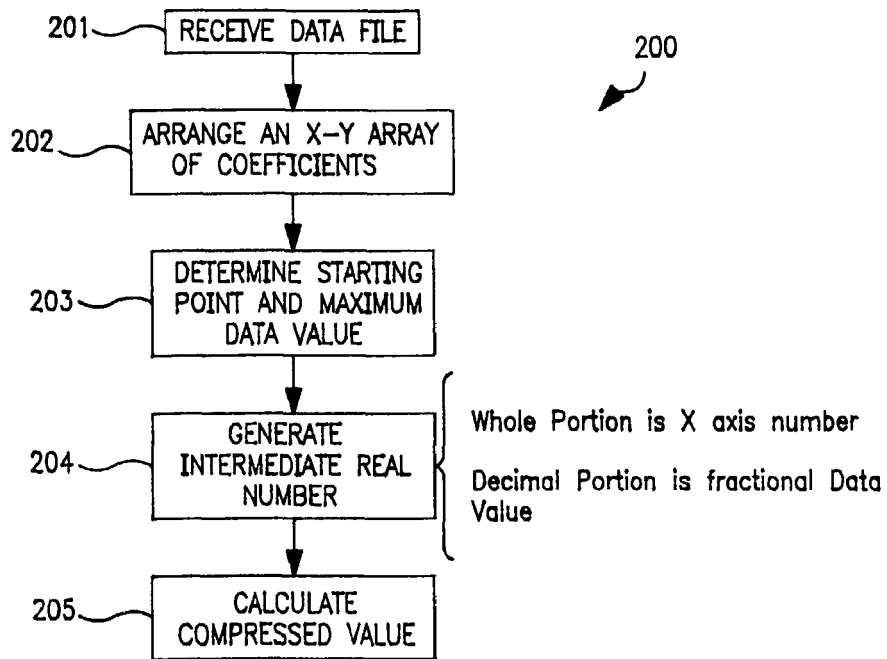 201
RECEIVE DATA FILE
200
202
ARRANGE AN X-Y ARRAY
OF COEFFICIENTS
203
DETERMINE STARTING
POINT AND MAXIMUM
DATA VALUE
204
GENERATE
INTERMEDIATE REAL
NUMBER
Whole Portion is X axis number
Decimal Portion is fractional Data
Value
205
CALCULATE
COMPRESSED VALUE